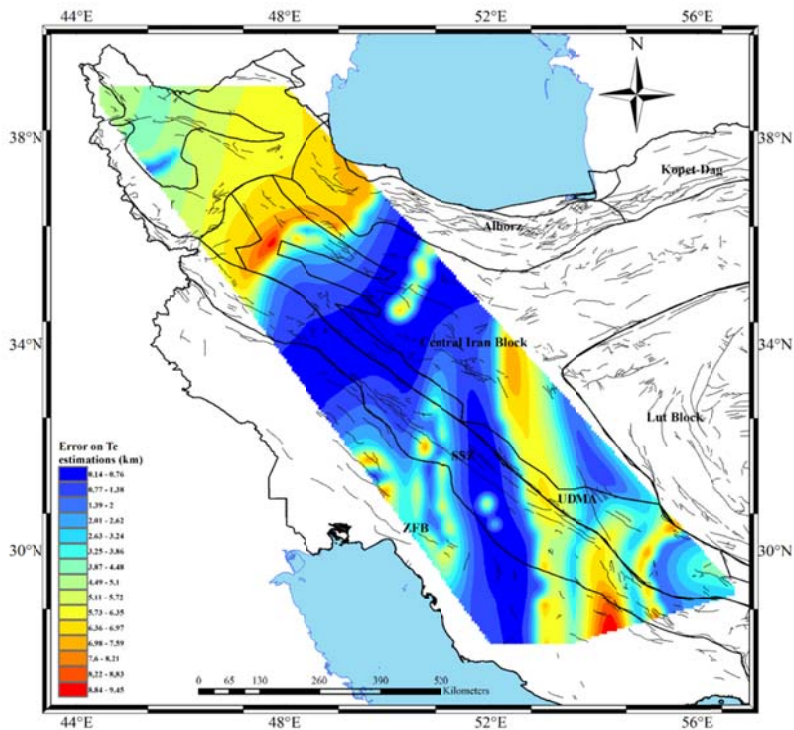 44°E 48°E 52°E 56°E
N
38°N
38°N
Kopet-Dag
Alborz
34°N
Central Iran Block
34°N
Lut Block
Error on Te
estimations (km)
0.14 - 0.76
0.77 - 1.38
1.39 - 2
2.01 - 2.62
2.63 - 3.24
3.25 - 3.86
3.87 - 4.48
4.49 - 5.1
5.11 - 5.72
5.73 - 6.35
6.36 - 6.97
6.98 - 7.59
7.6 - 8.21
8.22 - 8.83
8.84 - 9.45
SSZ
UDMA
ZFB
30°N
30°N
0 65 130 260 390 520
Kilometers
44°E 48°E 52°E 56°E